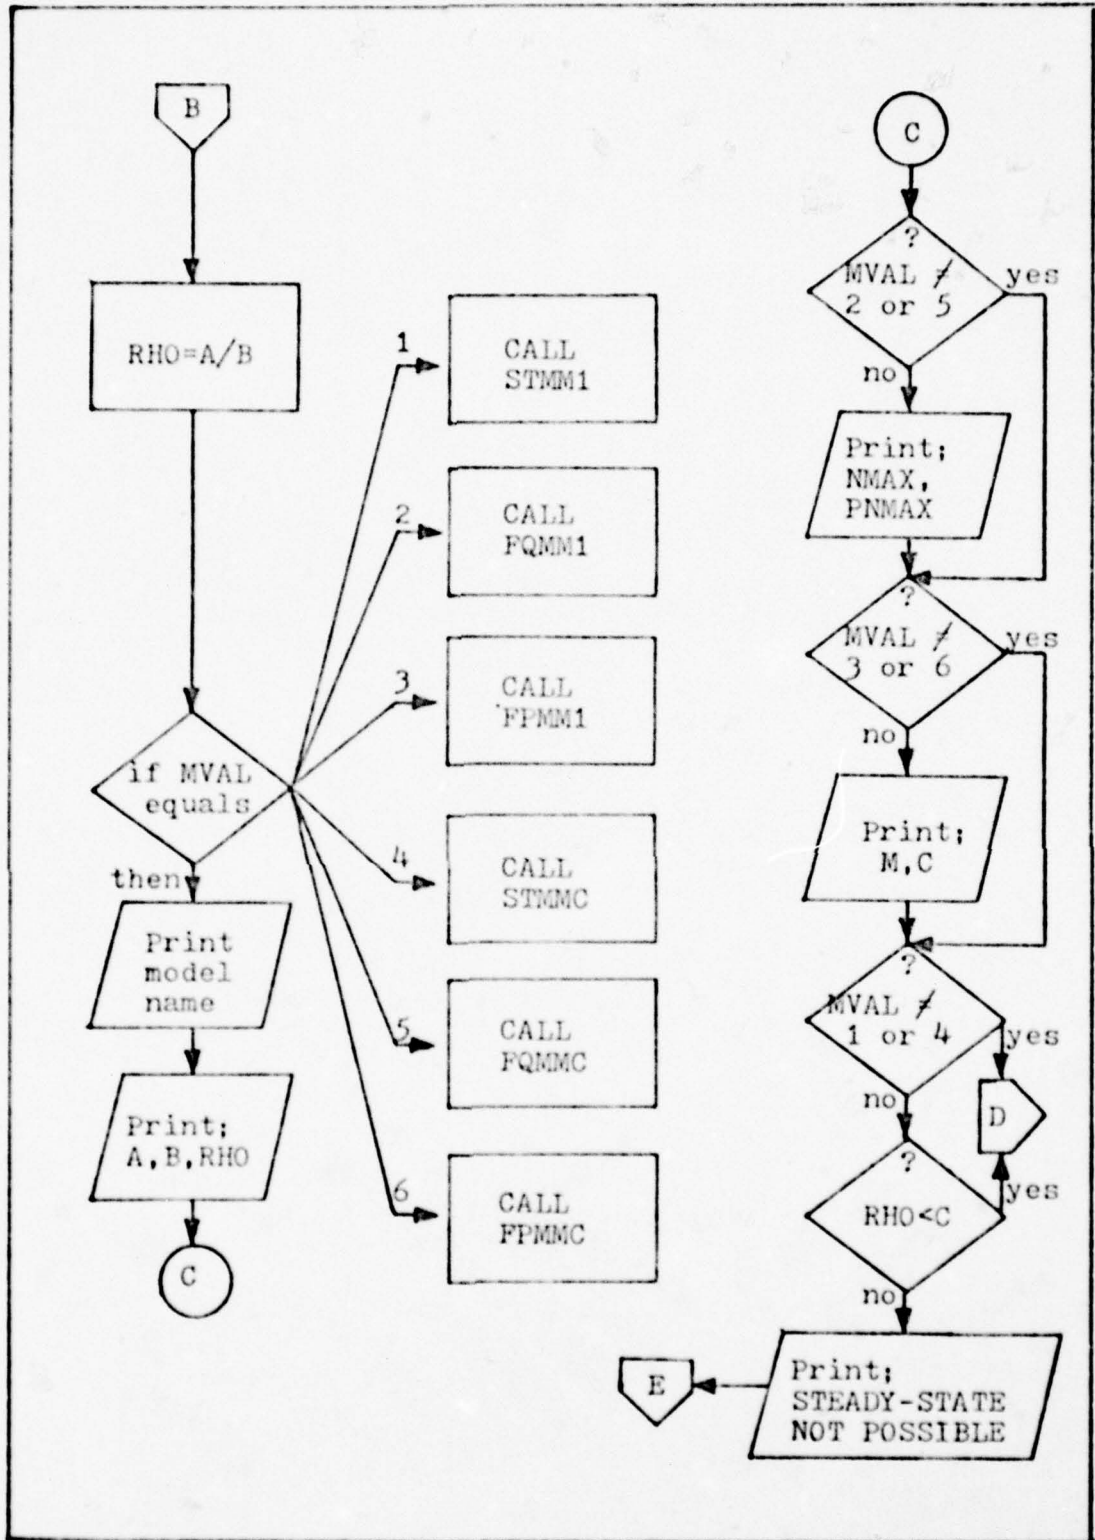 B
RHO=A/B
if MVAL
equals
then
Print
model
name
Print;
A,B,RHO
C
1
CALL
STMM1
2
CALL
FQMM1
3
CALL
FPMM1
4
CALL
STMMC
5
CALL
FQMMC
6
CALL
FPMMC
C
?
MVAL ≠
2 or 5
yes
no
Print;
NMAX,
PNMAX
?
MVAL ≠
3 or 6
yes
no
Print;
M,C
?
MVAL ≠
1 or 4
yes
no
D
?
RHO<C
yes
no
Print;
STEADY-STATE
NOT POSSIBLE
E